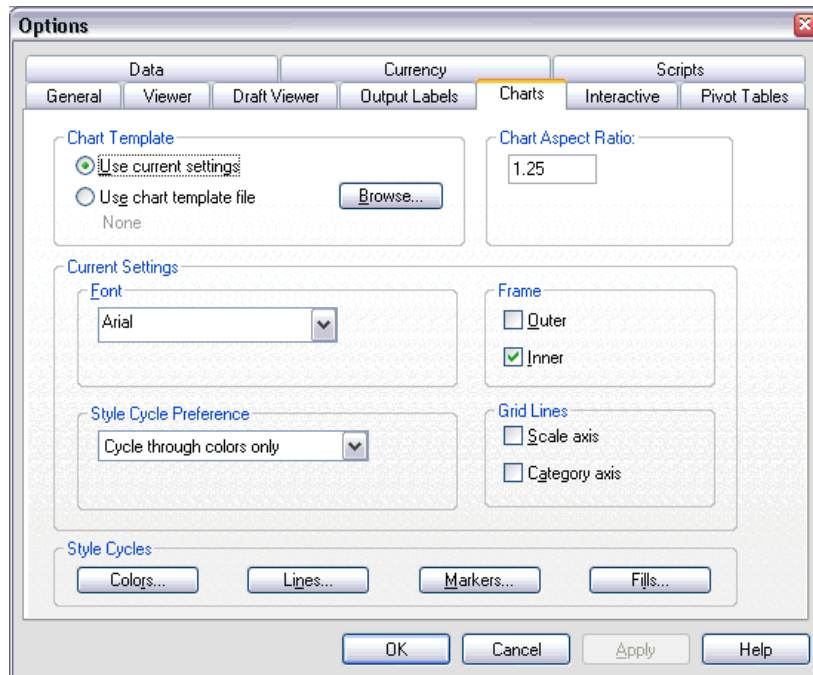 Options
Data Currency Scripts
General Viewer Draft Viewer Output Labels Charts Interactive Pivot Tables
Chart Template
Use current settings
Use chart template file
Browse...
None
Chart Aspect Ratio:
1.25
Current Settings
Font
Arial
Frame
Outer
Inner
Style Cycle Preference
Cycle through colors only
Grid Lines
Scale axis
Category axis
Style Cycles
Colors... Lines... Markers... Fills...
OK Cancel Apply Help